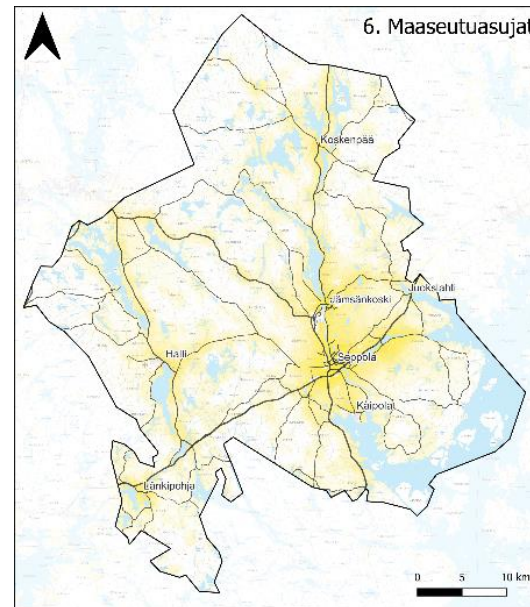 6. Maaseutuasujat
Koskenpää
Juokslahti
Jämsänkoski
Halli
Seppola
Kaipola
Länkipohja
0 5 10 km